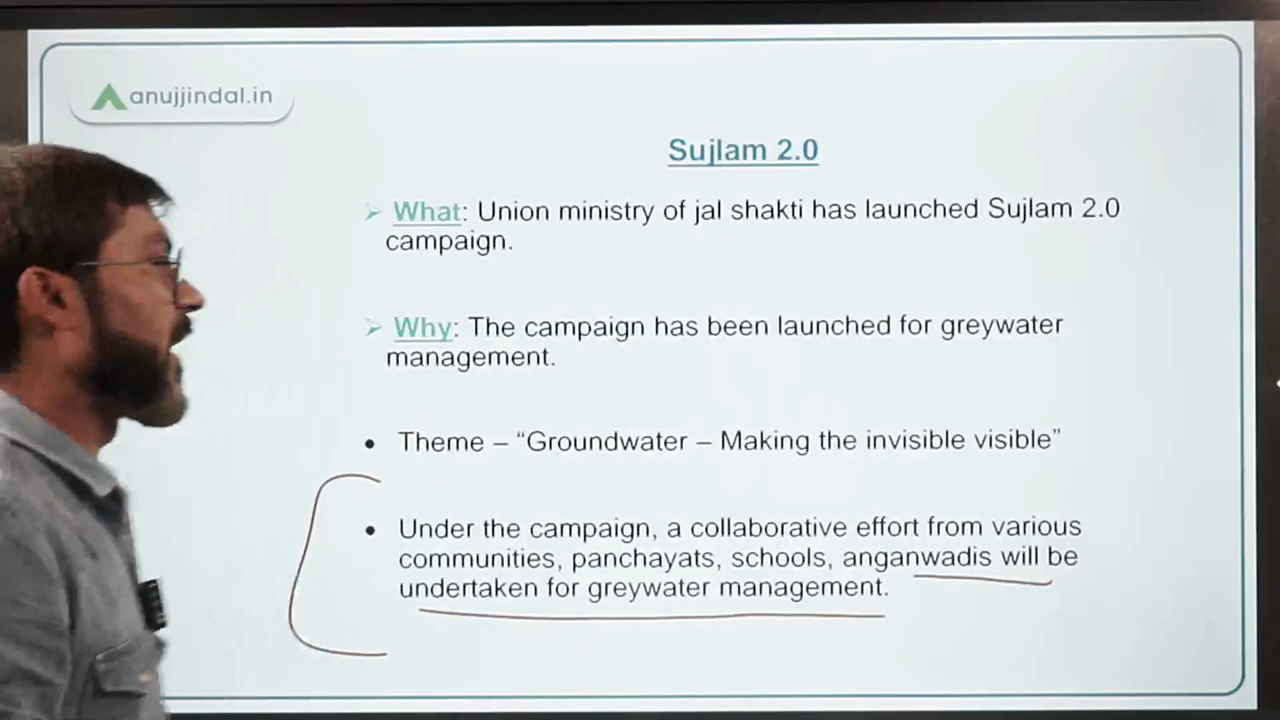 anujjindal.in
Sujlam 2.0
➢ What: Union ministry of jal shakti has launched Sujlam 2.0
campaign.
➢ Why: The campaign has been launched for greywater
management.
• Theme – “Groundwater – Making the invisible visible”
• Under the campaign, a collaborative effort from various
communities, panchayats, schools, anganwadis will be
undertaken for greywater management.